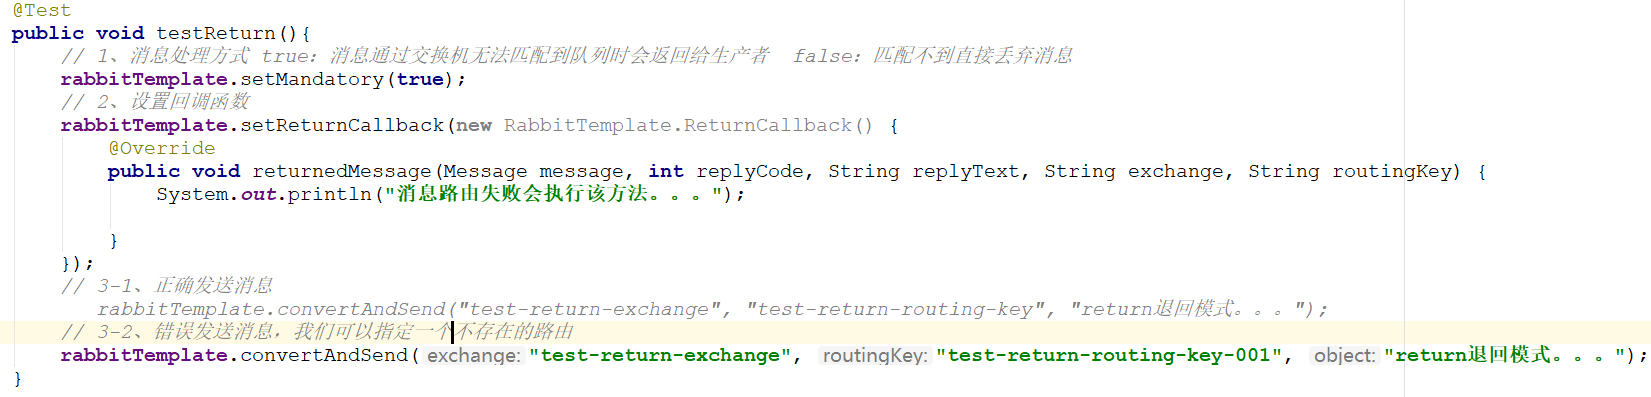 @Test
public void testReturn(){
// 1、消息处理方式 true：消息通过交换机无法匹配到队列时会返回给生产者  false：匹配不到直接丢弃消息
rabbitTemplate.setMandatory(true);
// 2、设置回调函数
rabbitTemplate.setReturnCallback(new RabbitTemplate.ReturnCallback() {
@Override
public void returnedMessage(Message message, int replyCode, String replyText, String exchange, String routingKey) {
System.out.println("消息路由失败会执行该方法。。。");
}
});
// 3-1、正确发送消息
rabbitTemplate.convertAndSend("test-return-exchange", "test-return-routing-key", "return退回模式。。。");
// 3-2、错误发送消息，我们可以指定一个不存在的路由
rabbitTemplate.convertAndSend( exchange: "test-return-exchange", routingKey: "test-return-routing-key-001", object: "return退回模式。。。");
}